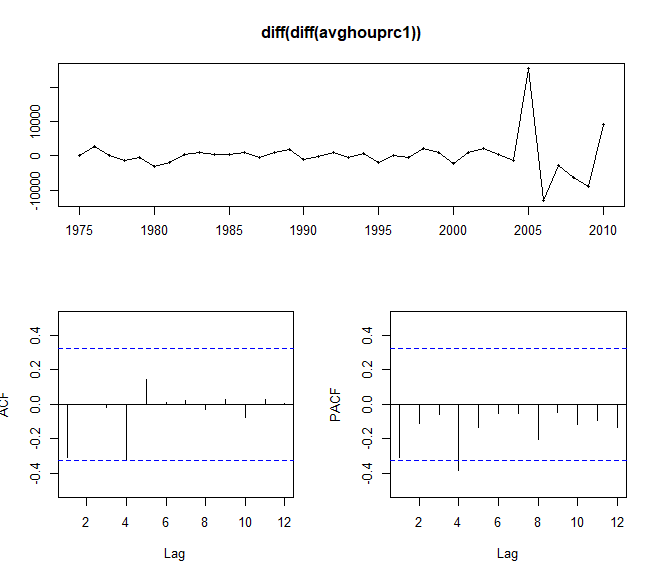 diff(diff(avghouprc1))
-10000 0 10000
1975 1980 1985 1990 1995 2000 2005 2010
ACF
-0.4 -0.2 0.0 0.2 0.4
2 4 6 8 10 12
Lag
PACF
-0.4 -0.2 0.0 0.2 0.4
2 4 6 8 10 12
Lag